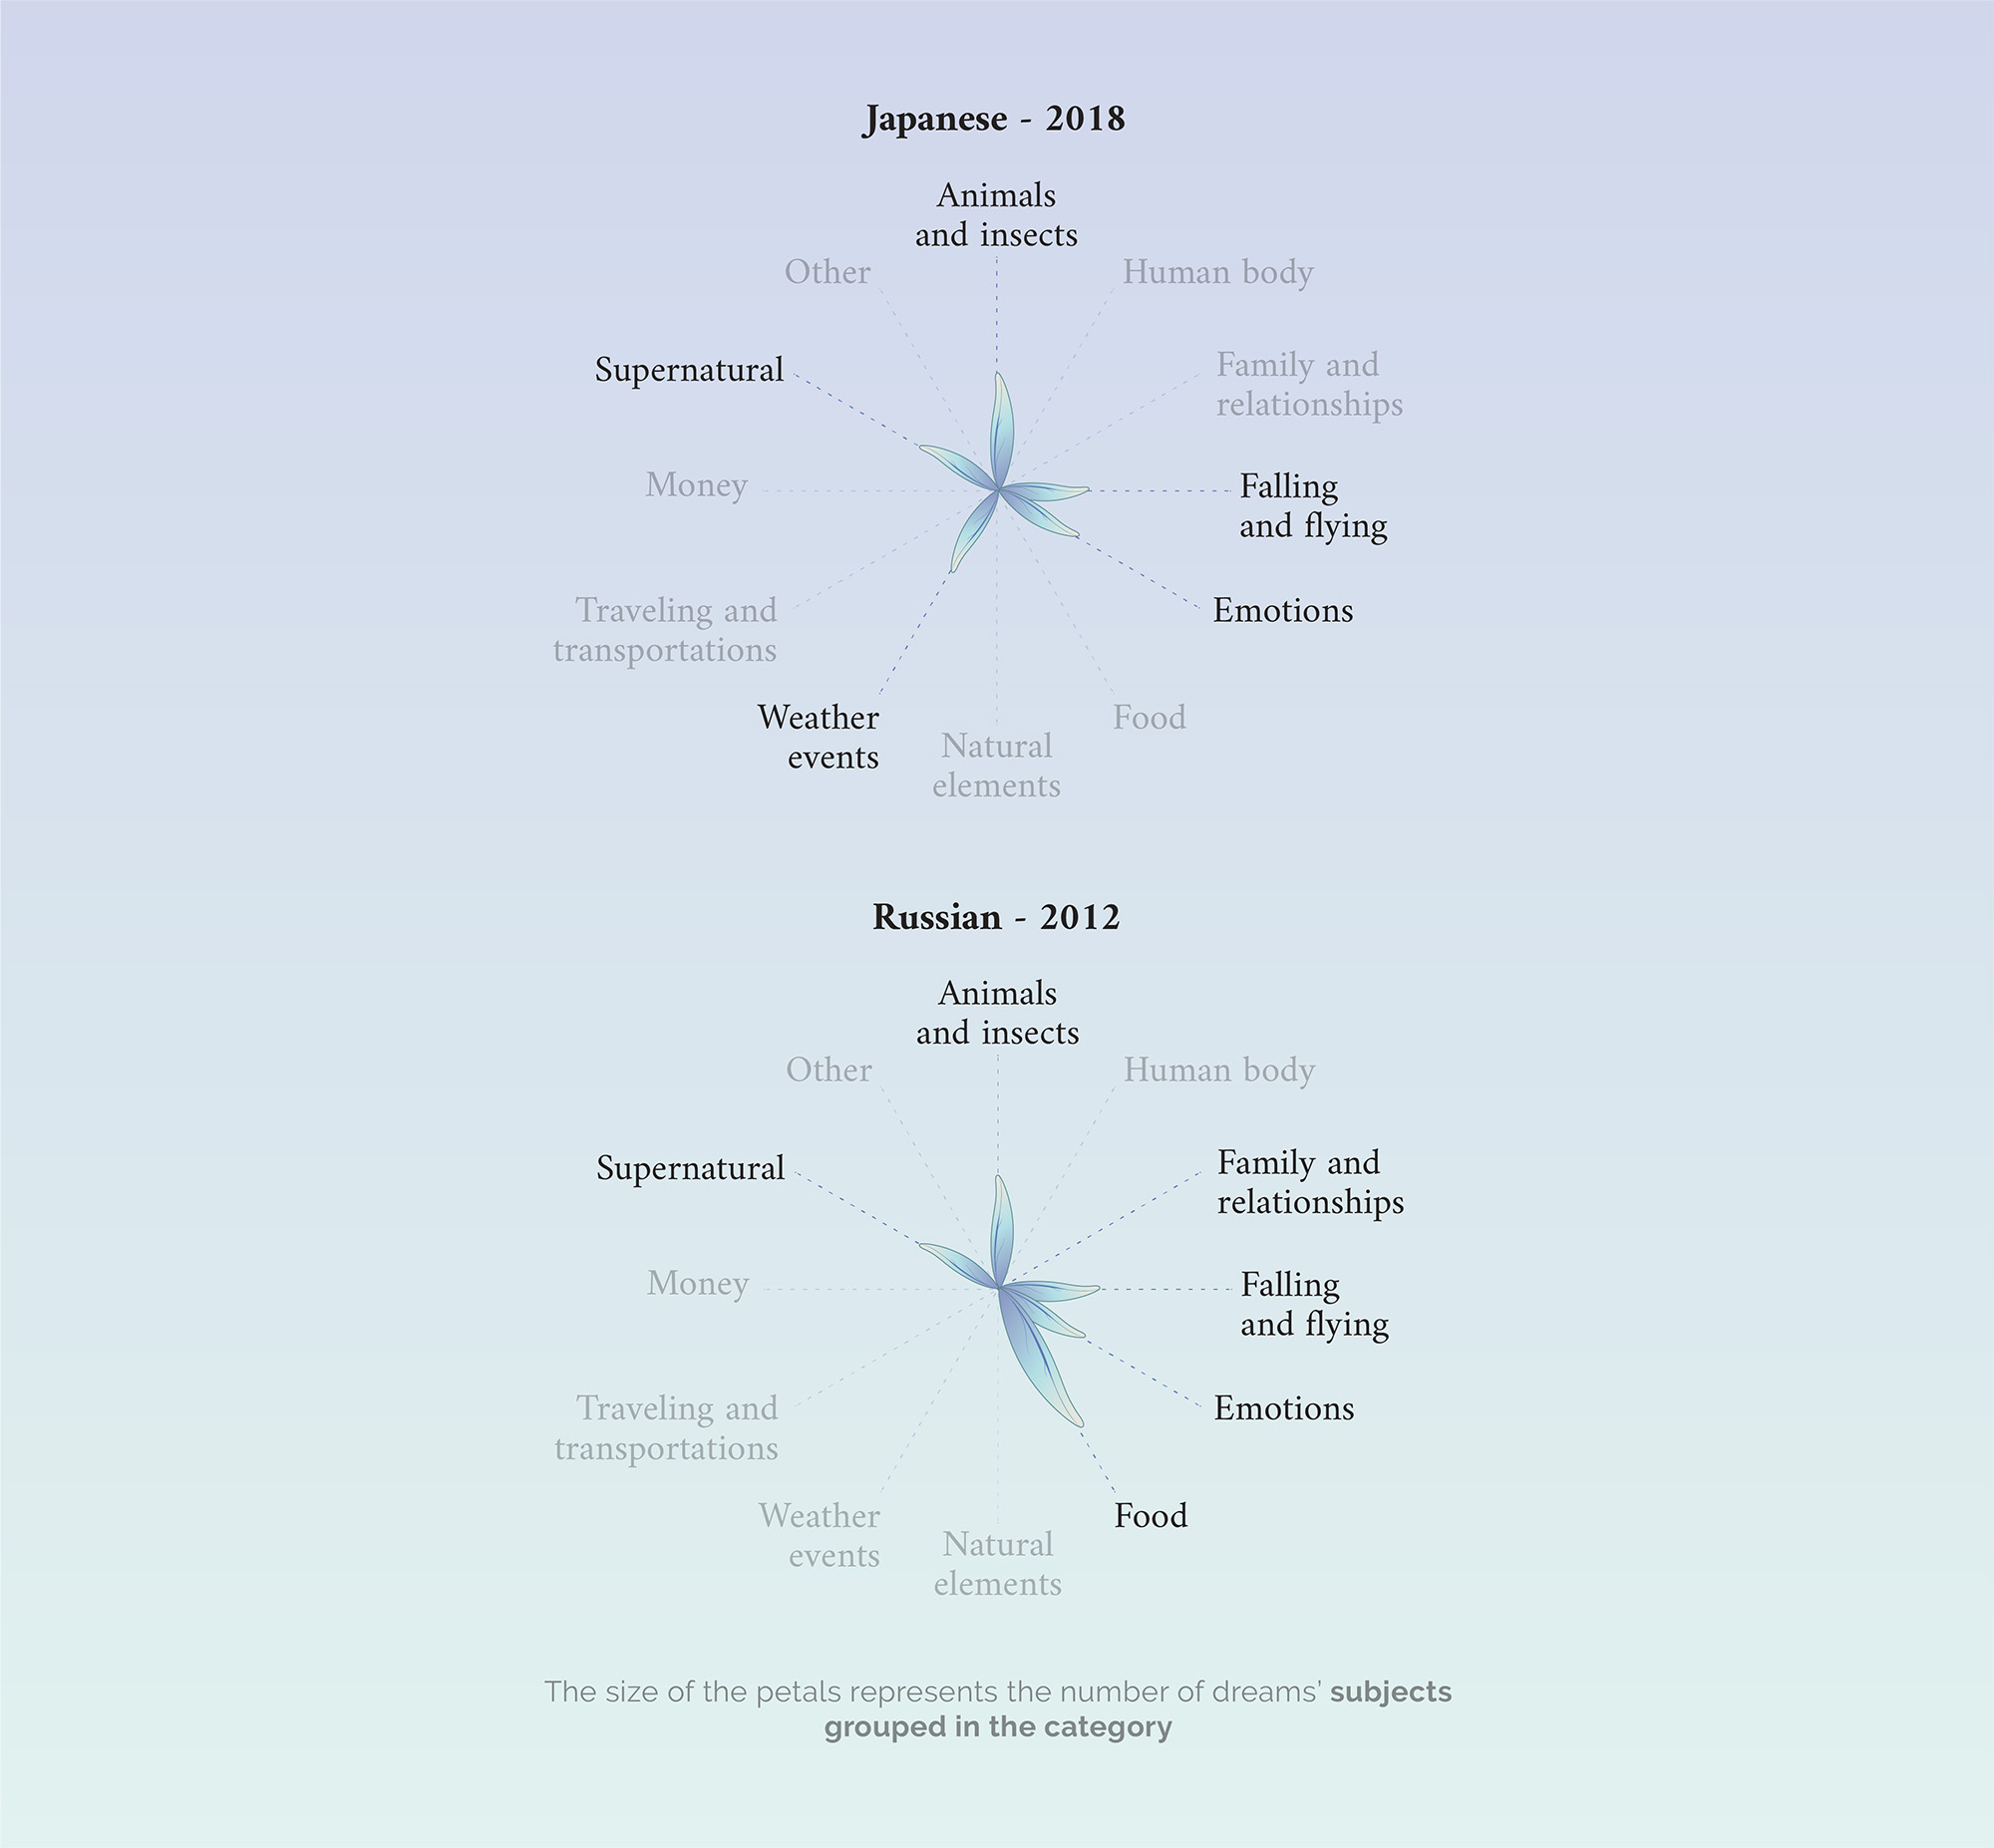 Japanese - 2018
Animals
and insects
Other
Human body
Supernatural
Family and
relationships
Money
Falling
and flying
Traveling and
transportations
Emotions
Weather
events
Natural
elements
Food
Russian - 2012
Animals
and insects
Other
Human body
Supernatural
Family and
relationships
Money
Falling
and flying
Traveling and
transportations
Emotions
Weather
events
Natural
elements
Food
The size of the petals represents the number of dreams’ subjects
grouped in the category